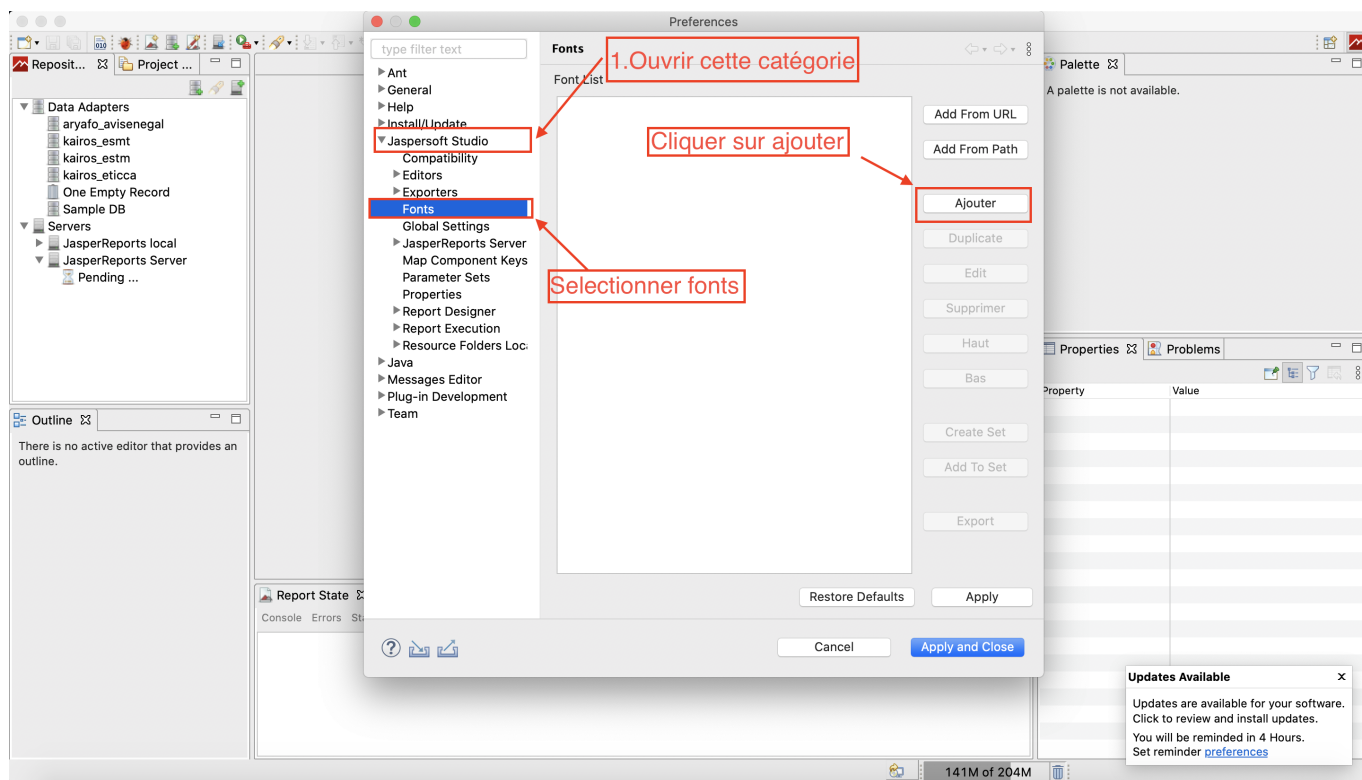 Preferences
Reposit...
Project ...
Data Adapters
aryafo_avisenegal
kairos_esmt
kairos_estm
kairos_eticca
One Empty Record
Sample DB
Servers
JasperReports local
JasperReports Server
Pending ...
Outline
There is no active editor that provides an
outline.
type filter text
Ant
General
Help
Install/Update
Jaspersoft Studio
Compatibility
Editors
Exporters
Fonts
Global Settings
JasperReports Server
Map Component Keys
Parameter Sets
Properties
Report Designer
Report Execution
Resource Folders Loc
Java
Messages Editor
Plug-in Development
Team
Fonts
Font List
1.Ouvrir cette catégorie
Cliquer sur ajouter
Selectionner fonts
Add From URL
Add From Path
Ajouter
Duplicate
Edit
Supprimer
Haut
Bas
Create Set
Add To Set
Export
Restore Defaults
Apply
Cancel
Apply and Close
Report State
Console Errors St
Palette
A palette is not available.
Properties
Problems
Property Value
Updates Available
x
Updates are available for your software.
Click to review and install updates.
You will be reminded in 4 Hours.
Set reminder preferences
141M of 204M